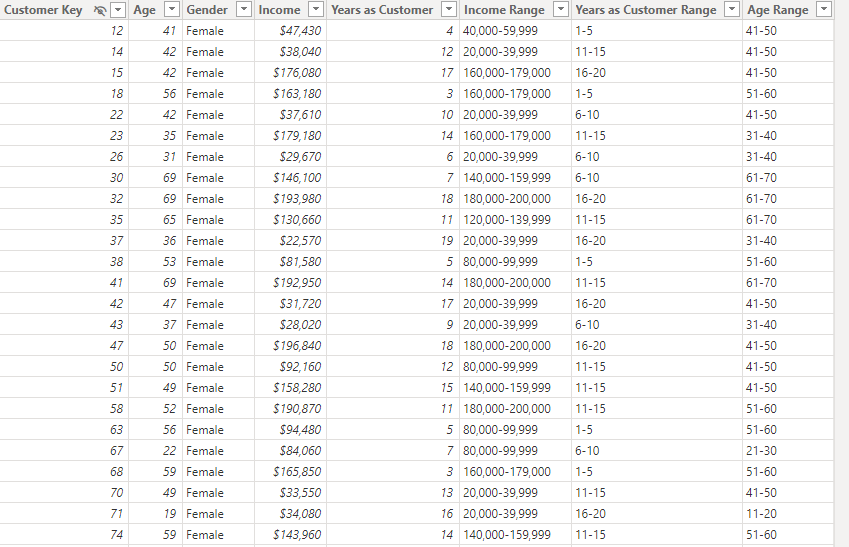 Customer Key Age Gender Income Years as Customer Income Range Years as Customer Range Age Range
12 41 Female $47,430 4 40,000-59,999 1-5 41-50
14 42 Female $38,040 12 20,000-39,999 11-15 41-50
15 42 Female $176,080 17 160,000-179,000 16-20 41-50
18 56 Female $163,180 3 160,000-179,000 1-5 51-60
22 42 Female $37,610 10 20,000-39,999 6-10 41-50
23 35 Female $179,180 14 160,000-179,000 11-15 31-40
26 31 Female $29,670 6 20,000-39,999 6-10 31-40
30 69 Female $146,100 7 140,000-159,999 6-10 61-70
32 69 Female $193,980 18 180,000-200,000 16-20 61-70
35 65 Female $130,660 11 120,000-139,999 11-15 61-70
37 36 Female $22,570 19 20,000-39,999 16-20 31-40
38 53 Female $81,580 5 80,000-99,999 1-5 51-60
41 69 Female $192,950 14 180,000-200,000 11-15 61-70
42 47 Female $31,720 17 20,000-39,999 16-20 41-50
43 37 Female $28,020 9 20,000-39,999 6-10 31-40
47 50 Female $196,840 18 180,000-200,000 16-20 41-50
50 50 Female $92,160 12 80,000-99,999 11-15 41-50
51 49 Female $158,280 15 140,000-159,999 11-15 41-50
58 52 Female $190,870 11 180,000-200,000 11-15 51-60
63 56 Female $94,480 5 80,000-99,999 1-5 51-60
67 22 Female $84,060 7 80,000-99,999 6-10 21-30
68 59 Female $165,850 3 160,000-179,000 1-5 51-60
70 49 Female $33,550 13 20,000-39,999 11-15 41-50
71 19 Female $34,080 16 20,000-39,999 16-20 11-20
74 59 Female $143,960 14 140,000-159,999 11-15 51-60